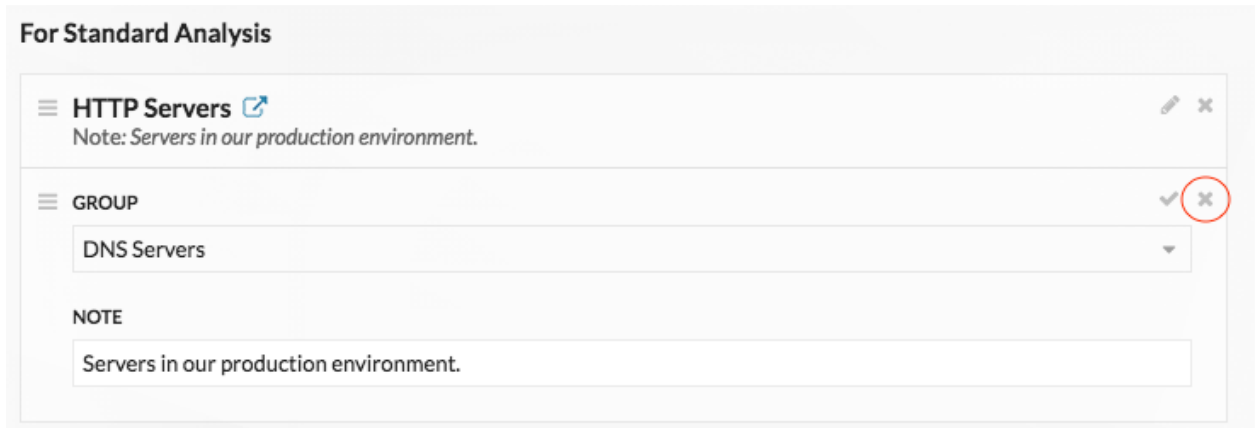 For Standard Analysis
HTTP Servers
Note: Servers in our production environment.
GROUP
DNS Servers
NOTE
Servers in our production environment.